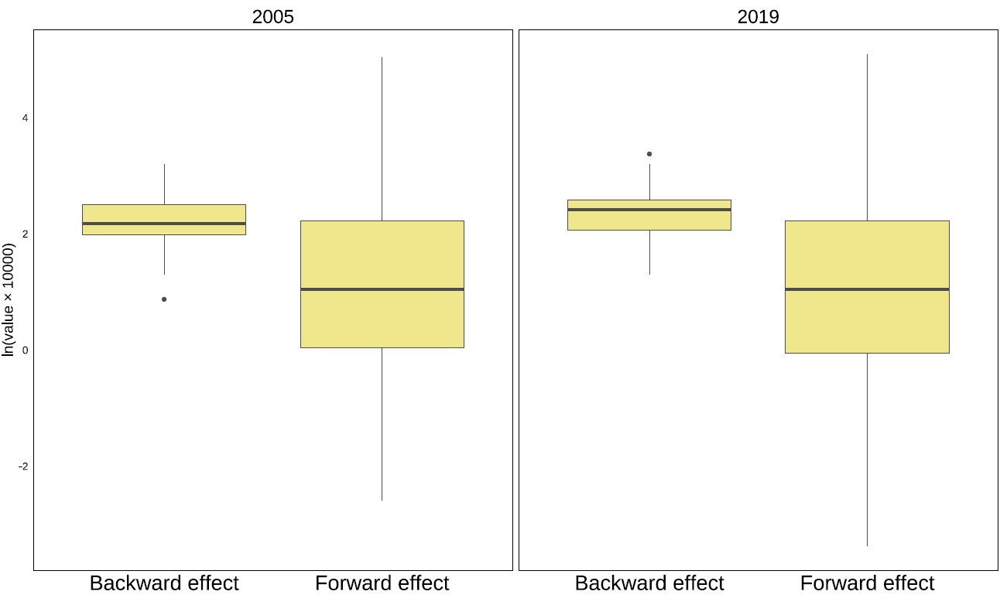 2005
2019
ln(value × 10000)
4
2
0
−2
Backward effect
Forward effect
Backward effect
Forward effect